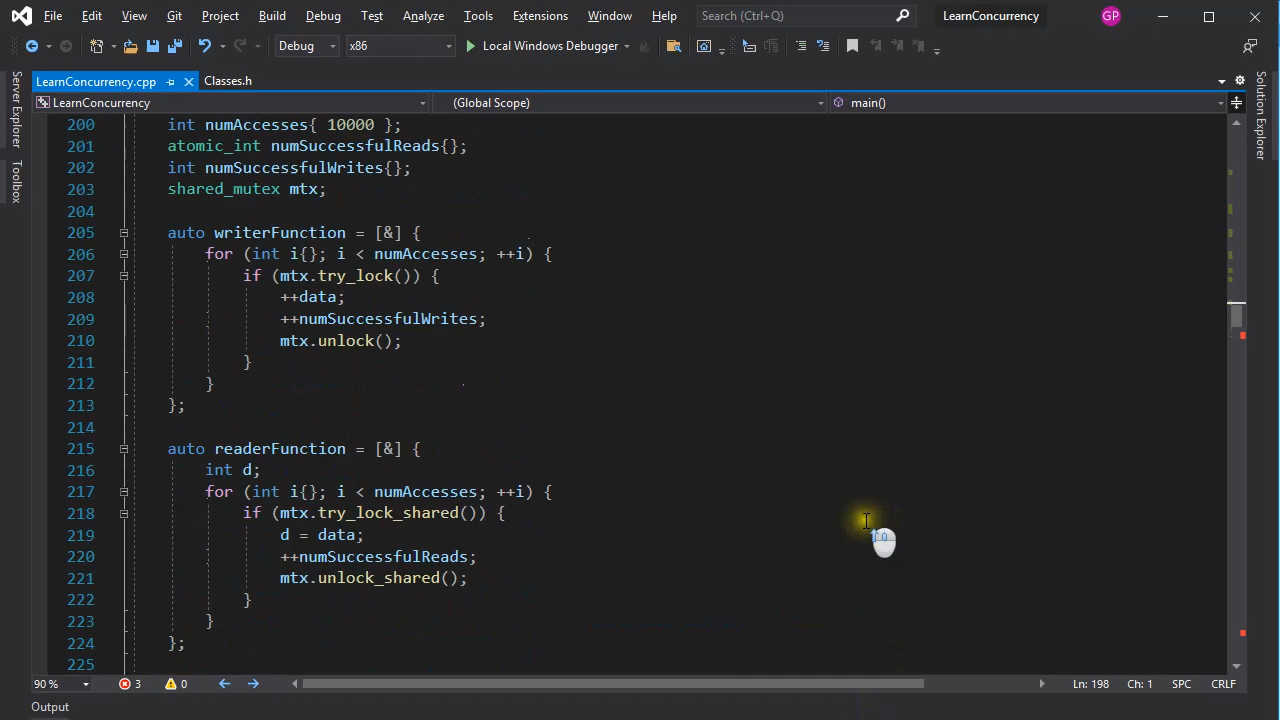 File Edit View Git Project Build Debug Test Analyze Tools Extensions Window Help Search (Ctrl+Q) LearnConcurrency GP
Debug x86 Local Windows Debugger
LearnConcurrency.cpp Classes.h
LearnConcurrency (Global Scope) main()
Server Explorer
Toolbox
Solution Explorer
200 int numAccesses{ 10000 };
201 atomic_int numSuccessfulReads{};
202 int numSuccessfulWrites{};
203 shared_mutex mtx;
204
205 auto writerFunction = [&] {
206 for (int i{}; i < numAccesses; ++i) {
207 if (mtx.try_lock()) {
208 ++data;
209 ++numSuccessfulWrites;
210 mtx.unlock();
211 }
212 }
213 };
214
215 auto readerFunction = [&] {
216 int d;
217 for (int i{}; i < numAccesses; ++i) {
218 if (mtx.try_lock_shared()) {
219 d = data;
220 ++numSuccessfulReads;
221 mtx.unlock_shared();
222 }
223 }
224 };
225
90 % 3 0 Ln: 198 Ch: 1 SPC CRLF
Output